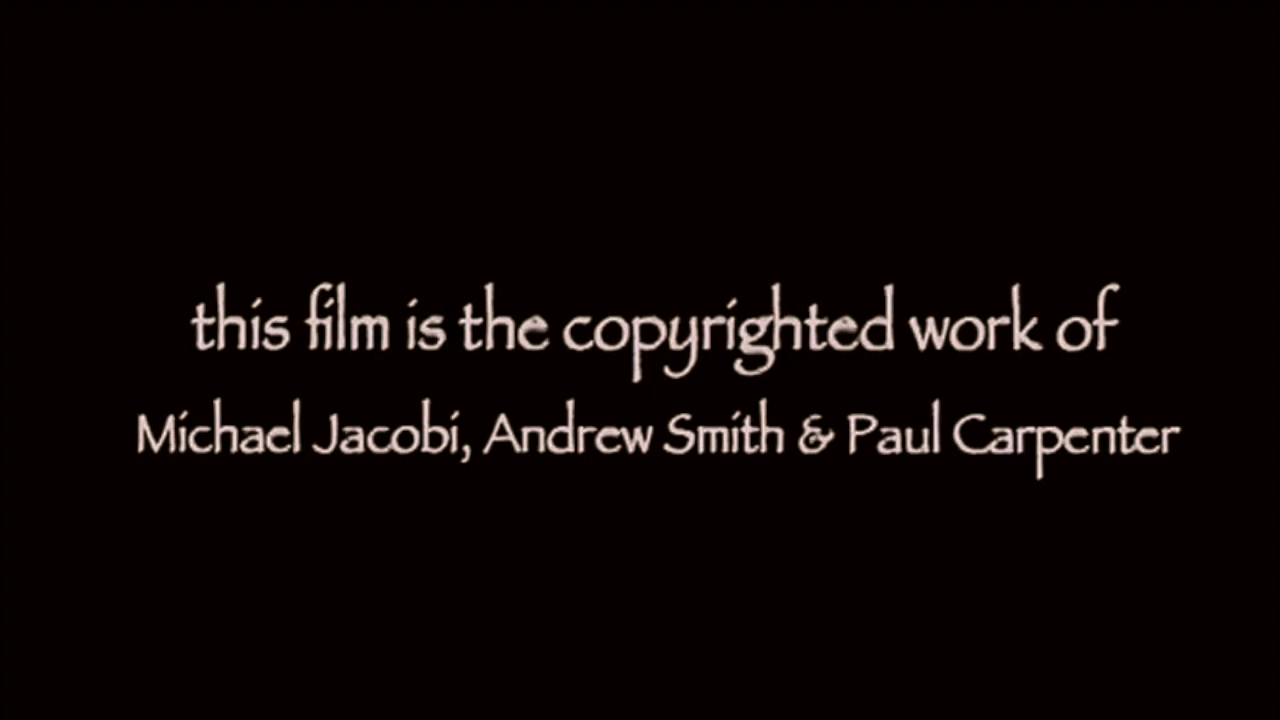 this film is the copyrighted work of
Michael Jacobi, Andrew Smith & Paul Carpenter